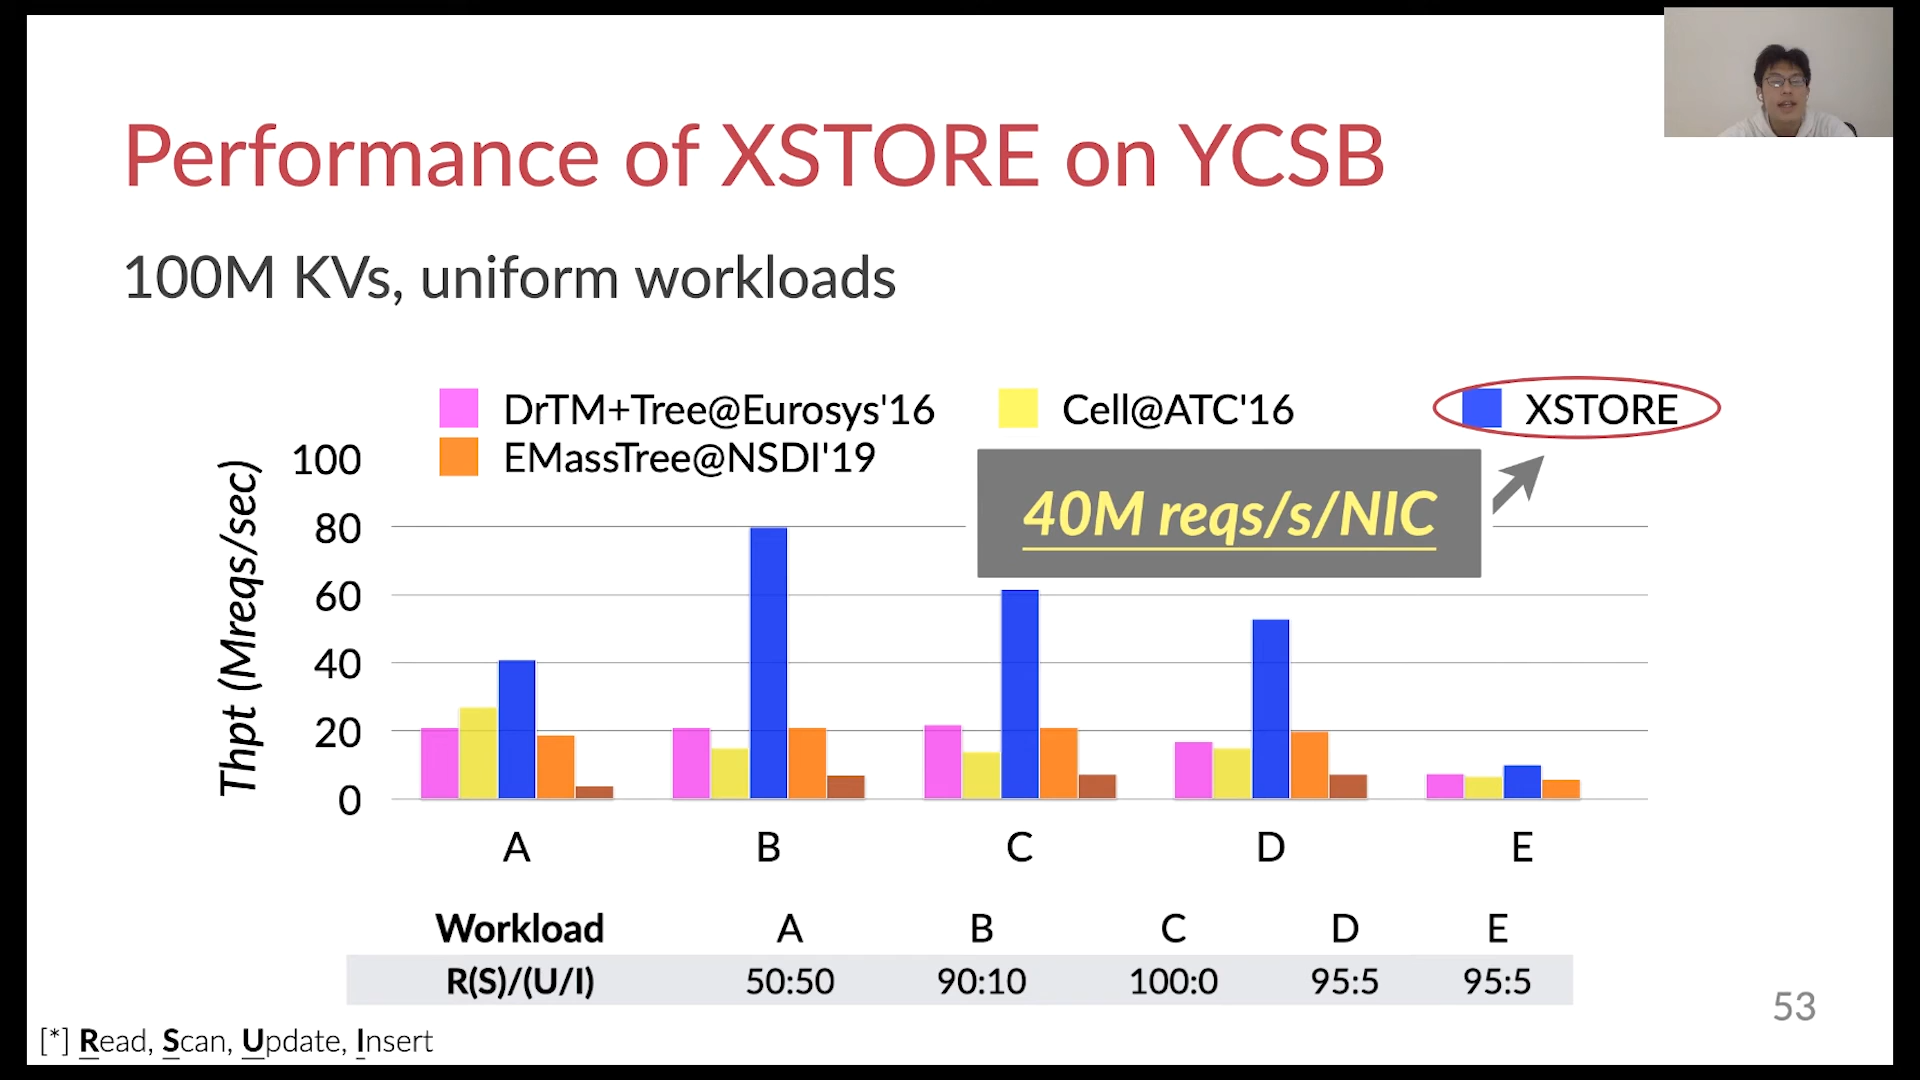 Performance of XSTORE on YCSB
100M KVs, uniform workloads
DrTM+Tree@Eurosys'16 Cell@ATC'16 XSTORE
EMassTree@NSDI'19
40M reqs/s/NIC
Thpt (Mreqs/sec)
100
80
60
40
20
0
A B C D E
Workload A B C D E
R(S)/(U/I) 50:50 90:10 100:0 95:5 95:5
53
[*] Read, Scan, Update, Insert